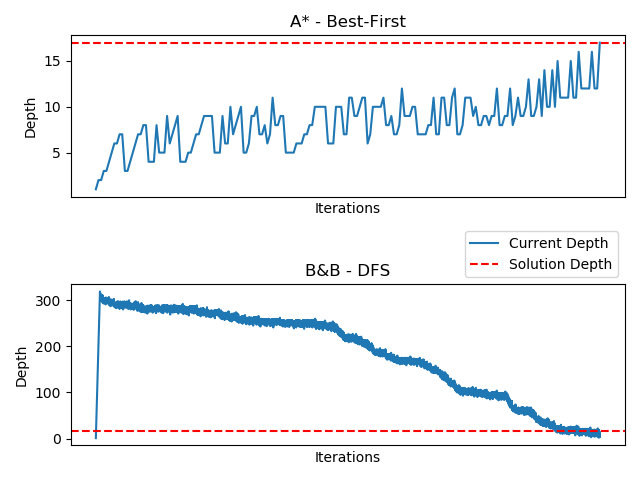 A* - Best-First
15
10
5
Depth
Iterations
Current Depth
Solution Depth
B&B - DFS
300
200
100
0
Depth
Iterations